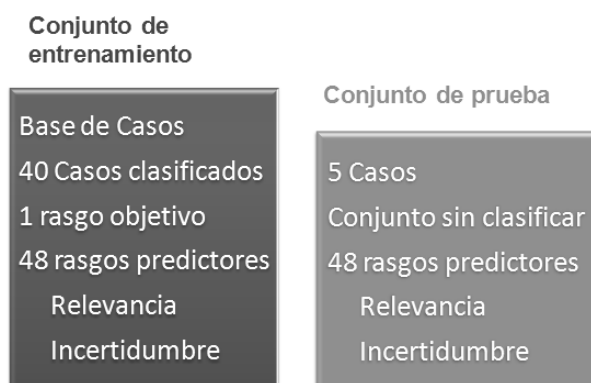 Conjunto de
entrenamiento
Base de Casos
40 Casos clasificados
1 rasgo objetivo
48 rasgos predictores
Relevancia
Incertidumbre
Conjunto de prueba
5 Casos
Conjunto sin clasificar
48 rasgos predictores
Relevancia
Incertidumbre